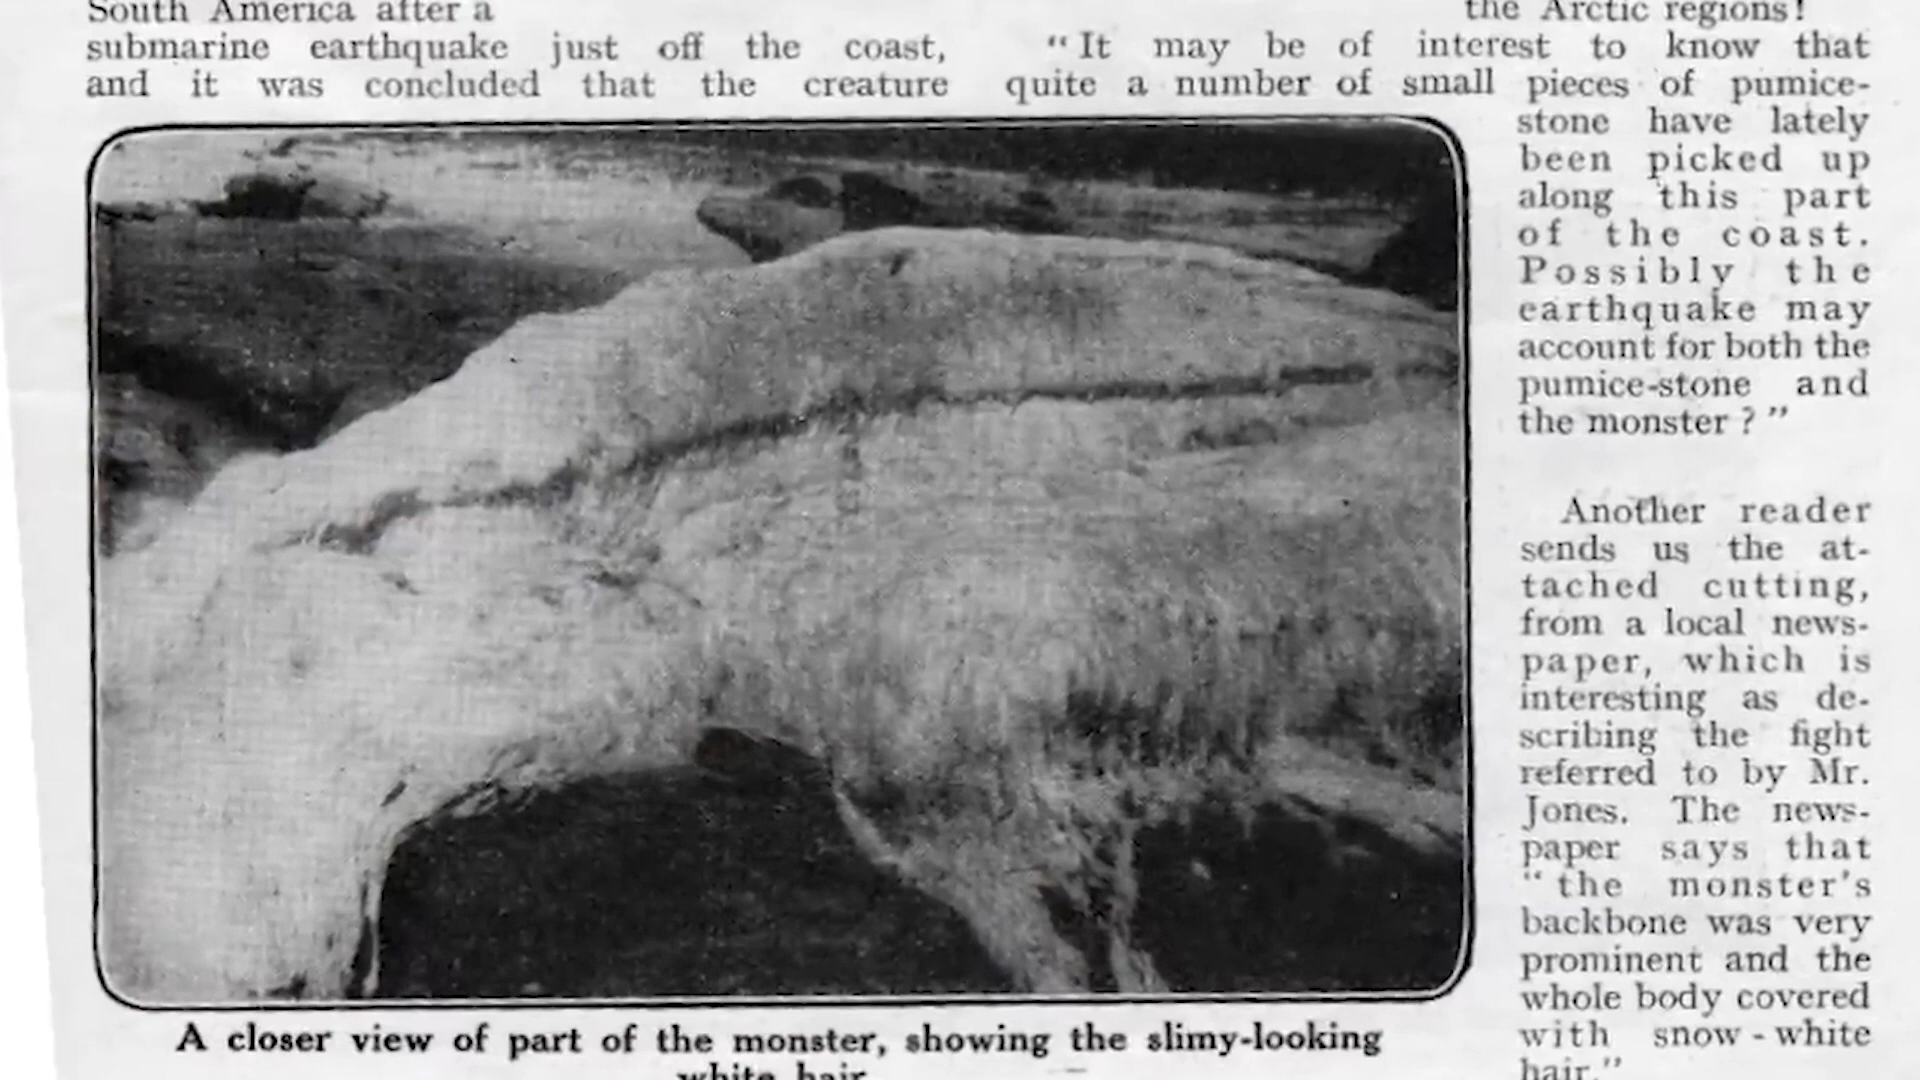 South America after a
submarine earthquake just off the coast,
and it was concluded that the creature
the Arctic regions!
"It may be of interest to know that
quite a number of small pieces of pumice-
stone have lately
been picked up
along this part
of the coast.
Possibly the
earthquake may
account for both the
pumice-stone and
the monster?"
Another reader
sends us the at-
tached cutting,
from a local news-
paper, which is
interesting as de-
scribing the fight
referred to by Mr.
Jones. The news-
paper says that
"the monster's
backbone was very
prominent and the
whole body covered
with snow-white
hair."
A closer view of part of the monster, showing the slimy-looking
white hair